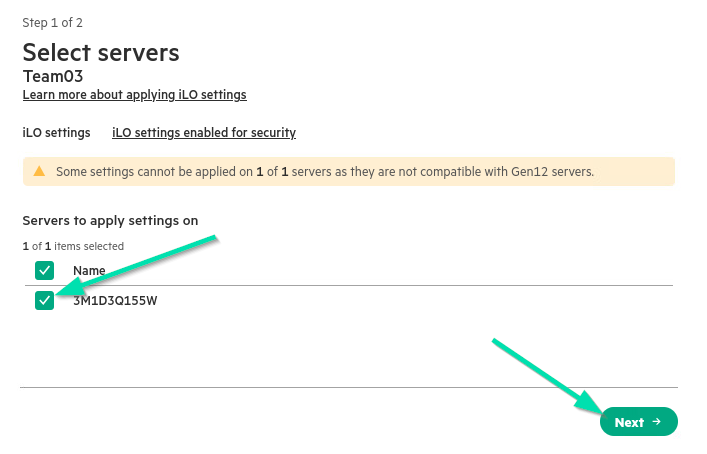 Step 1 of 2
Select servers
Team03
Learn more about applying iLO settings
iLO settings iLO settings enabled for security
Some settings cannot be applied on 1 of 1 servers as they are not compatible with Gen12 servers.
Servers to apply settings on
1 of 1 items selected
Name
3M1D3Q155W
Next